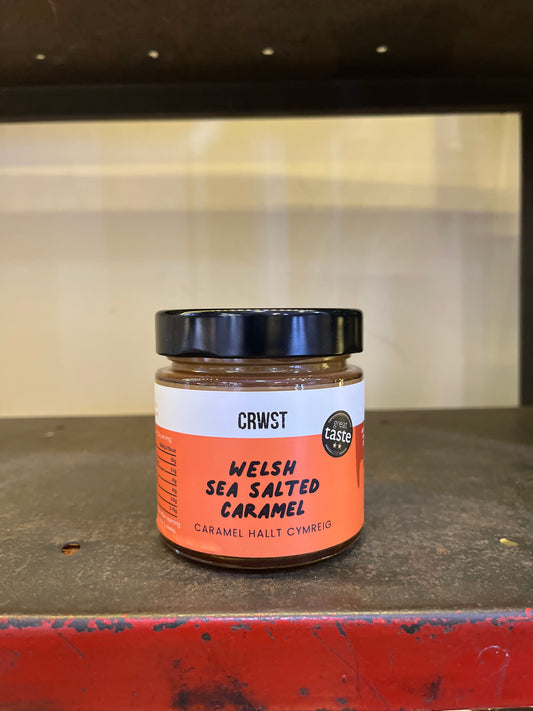 CRWST
great
taste
WELSH
SEA SALTED
CARAMEL
CARAMEL HALLT CYMREIG